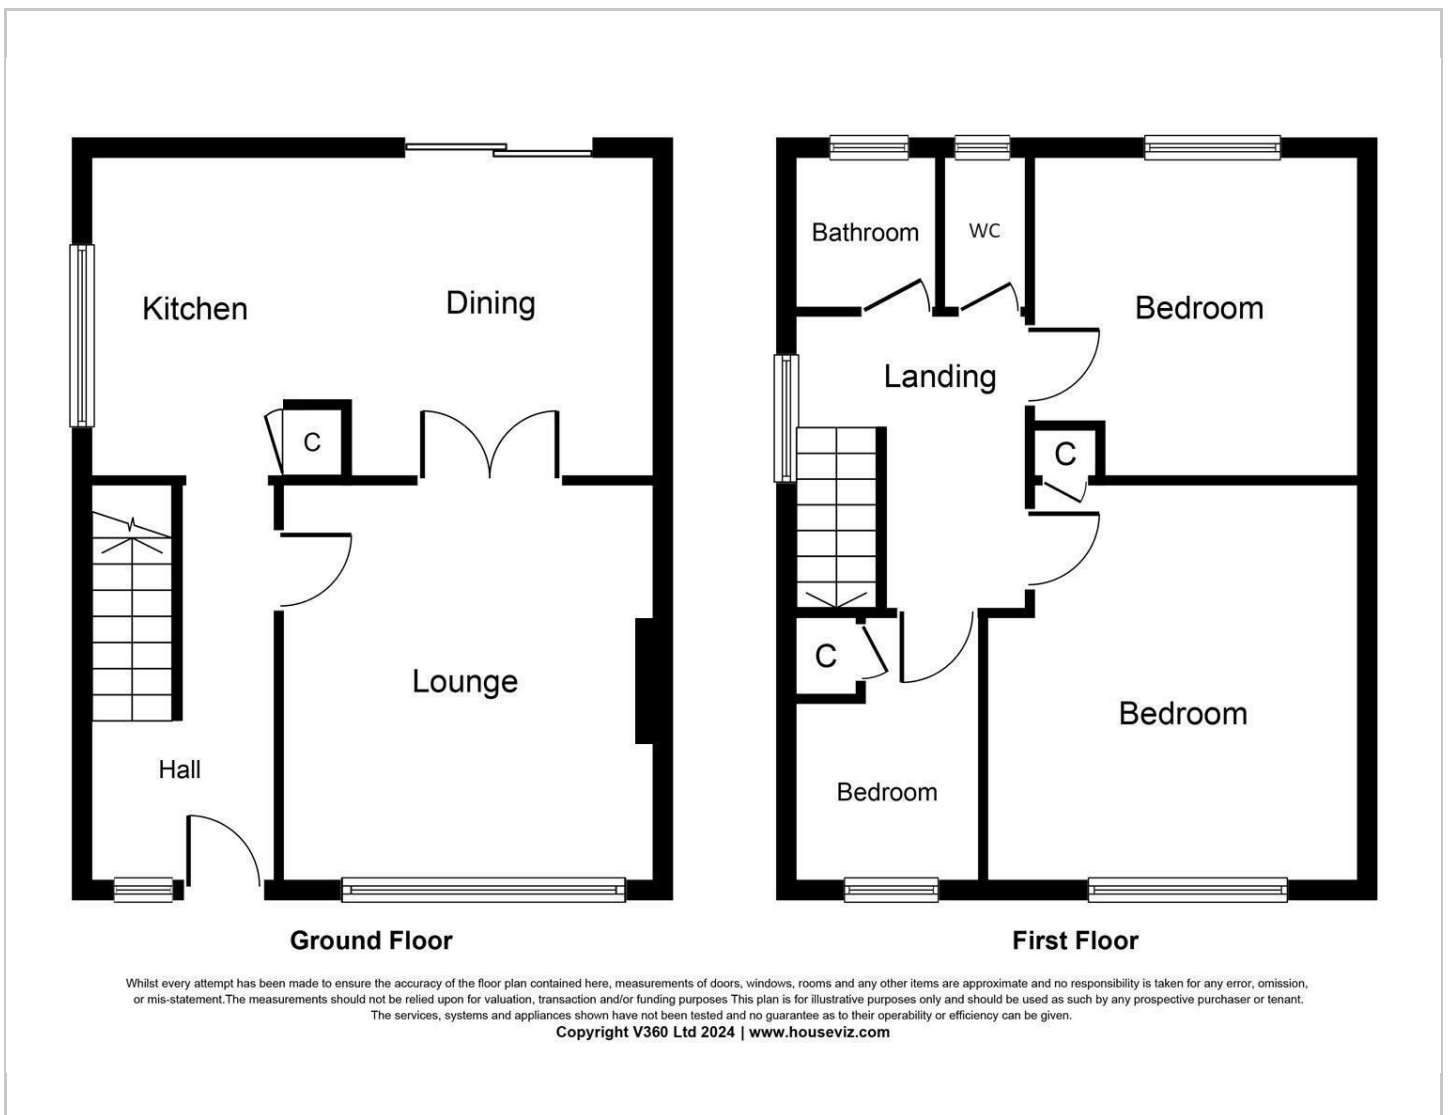 Kitchen
Dining
C
Lounge
Hall
Ground Floor
Bathroom
WC
Bedroom
Landing
C
C
Bedroom
Bedroom
First Floor
Whilst every attempt has been made to ensure the accuracy of the floor plan contained here, measurements of doors, windows, rooms and any other items are approximate and no responsibility is taken for any error, omission,
or mis-statement.The measurements should not be relied upon for valuation, transaction and/or funding purposes This plan is for illustrative purposes only and should be used as such by any prospective purchaser or tenant.
The services, systems and appliances shown have not been tested and no guarantee as to their operability or efficiency can be given.
Copyright V360 Ltd 2024 | www.houseviz.com